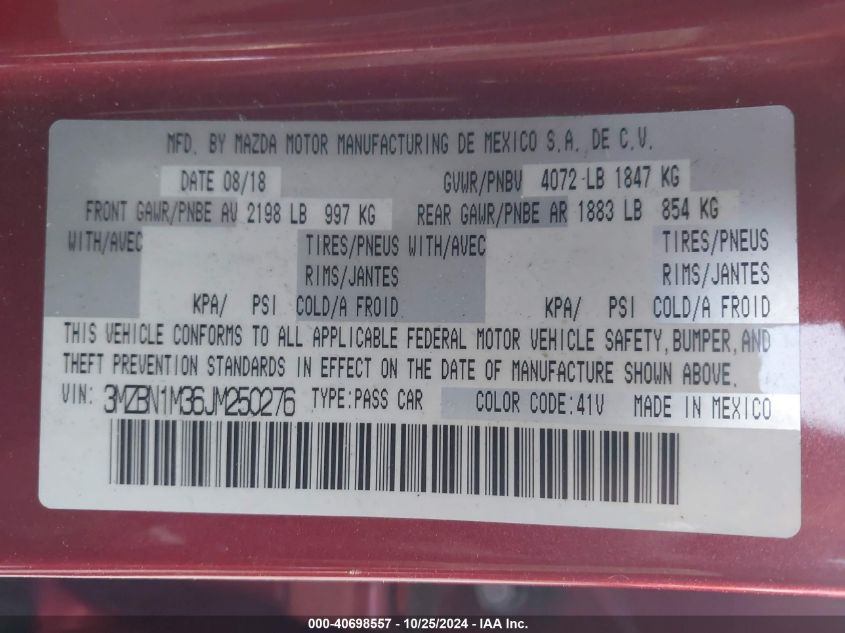 MFD. BY MAZDA MOTOR MANUFACTURING DE MEXICO S.A. DE C.V.
DATE 08/18 GVWR/PNBV 4072 LB 1847 KG
FRONT GAWR/PNBE AV 2198 LB 997 KG REAR GAWR/PNBE AR 1883 LB 854 KG
WITH/AVEC TIRES/PNEUS WITH/AVEC TIRES/PNEUS
RIMS/JANTES RIMS/JANTES
KPA/ PSI COLD/A FROID KPA/ PSI COLD/A FROID
THIS VEHICLE CONFORMS TO ALL APPLICABLE FEDERAL MOTOR VEHICLE SAFETY, BUMPER, AND
THEFT PREVENTION STANDARDS IN EFFECT ON THE DATE OF MANUFACTURE SHOWN ABOVE.
VIN: 3MZBN1M36JM250276 TYPE:PASS CAR COLOR CODE:41V MADE IN MEXICO
000-40698557 - 10/25/2024 - IAA Inc.